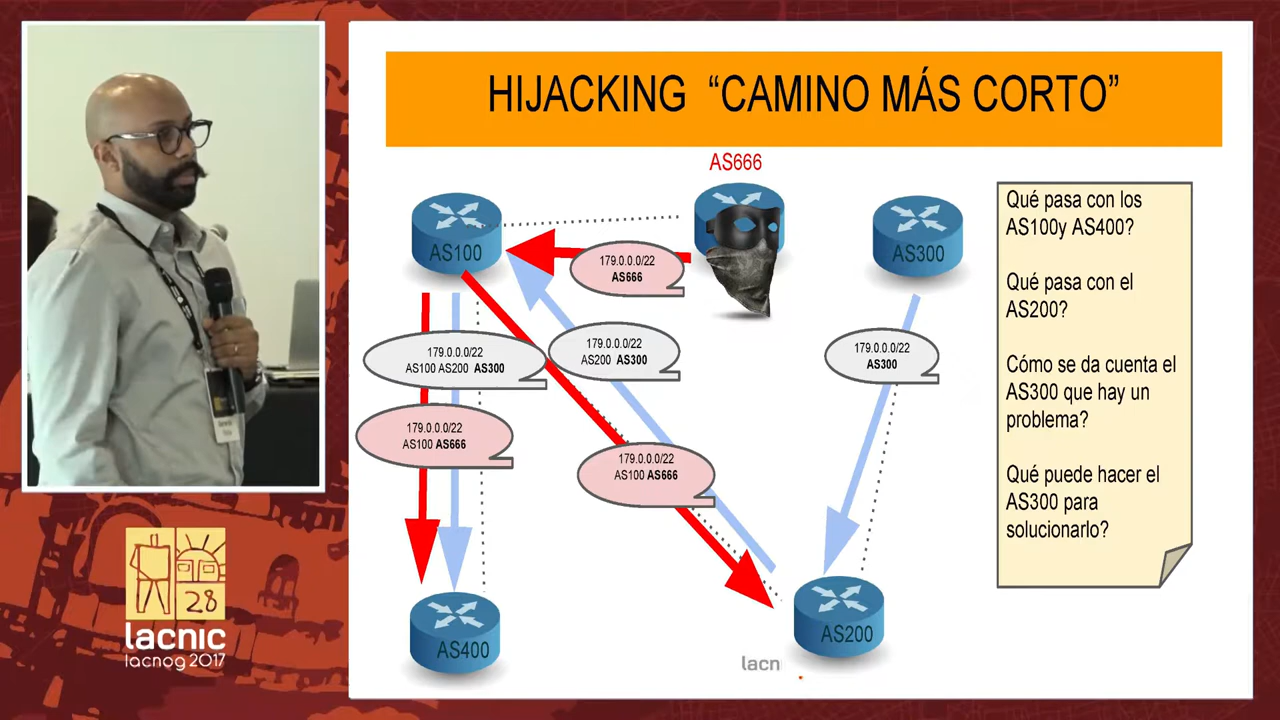 HIJACKING “CAMINO MÁS CORTO”
AS666
AS100
AS300
179.0.0.0/22
AS666
179.0.0.0/22
AS100 AS200 AS300
179.0.0.0/22
AS200 AS300
179.0.0.0/22
AS300
179.0.0.0/22
AS100 AS666
179.0.0.0/22
AS100 AS666
AS400
AS200
lacn
Qué pasa con los
AS100y AS400?
Qué pasa con el
AS200?
Cómo se da cuenta el
AS300 que hay un
problema?
Qué puede hacer el
AS300 para
solucionarlo?
28
lacnic
lacnog 2017